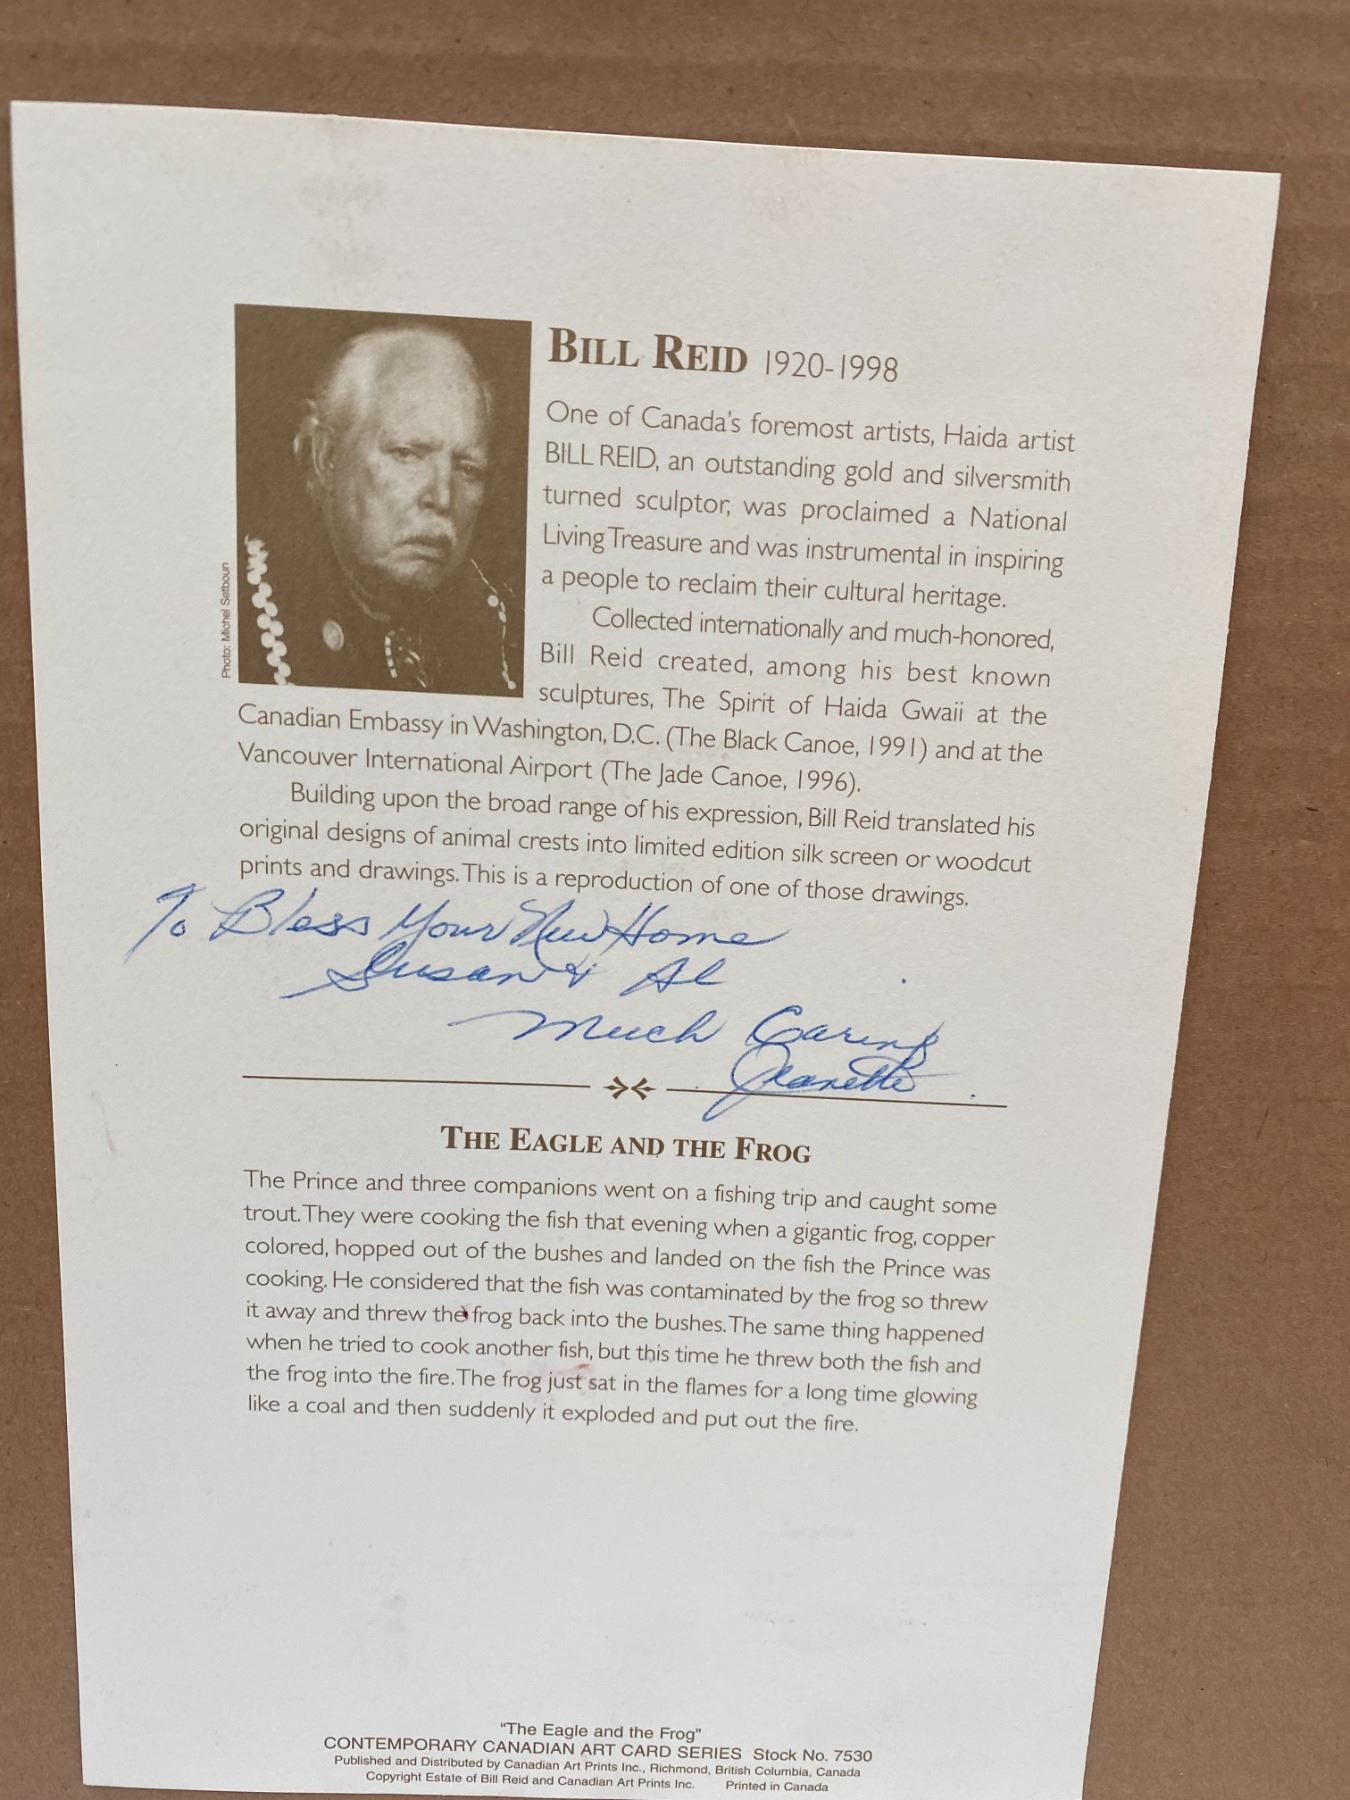 BILL REID 1920-1998
One of Canada's foremost artists, Haida artist
BILL REID, an outstanding gold and silversmith
turned sculptor, was proclaimed a National
Living Treasure and was instrumental in inspiring
a people to reclaim their cultural heritage.
Collected internationally and much-honored,
Bill Reid created, among his best known
sculptures, The Spirit of Haida Gwaii at the
Canadian Embassy in Washington, D.C. (The Black Canoe, 1991) and at the
Vancouver International Airport (The Jade Canoe, 1996).
Building upon the broad range of his expression, Bill Reid translated his
original designs of animal crests into limited edition silk screen or woodcut
prints and drawings. This is a reproduction of one of those drawings.
Photo: Michel Setboun
To Bless Your New Home
Susan & Al
Much Caring
Jeanette
THE EAGLE AND THE FROG
The Prince and three companions went on a fishing trip and caught some
trout. They were cooking the fish that evening when a gigantic frog, copper
colored, hopped out of the bushes and landed on the fish the Prince was
cooking. He considered that the fish was contaminated by the frog so threw
it away and threw the frog back into the bushes. The same thing happened
when he tried to cook another fish, but this time he threw both the fish and
the frog into the fire. The frog just sat in the flames for a long time glowing
like a coal and then suddenly it exploded and put out the fire.
"The Eagle and the Frog"
CONTEMPORARY CANADIAN ART CARD SERIES Stock No. 7530
Published and Distributed by Canadian Art Prints Inc., Richmond, British Columbia, Canada
Copyright Estate of Bill Reid and Canadian Art Prints Inc. Printed in Canada